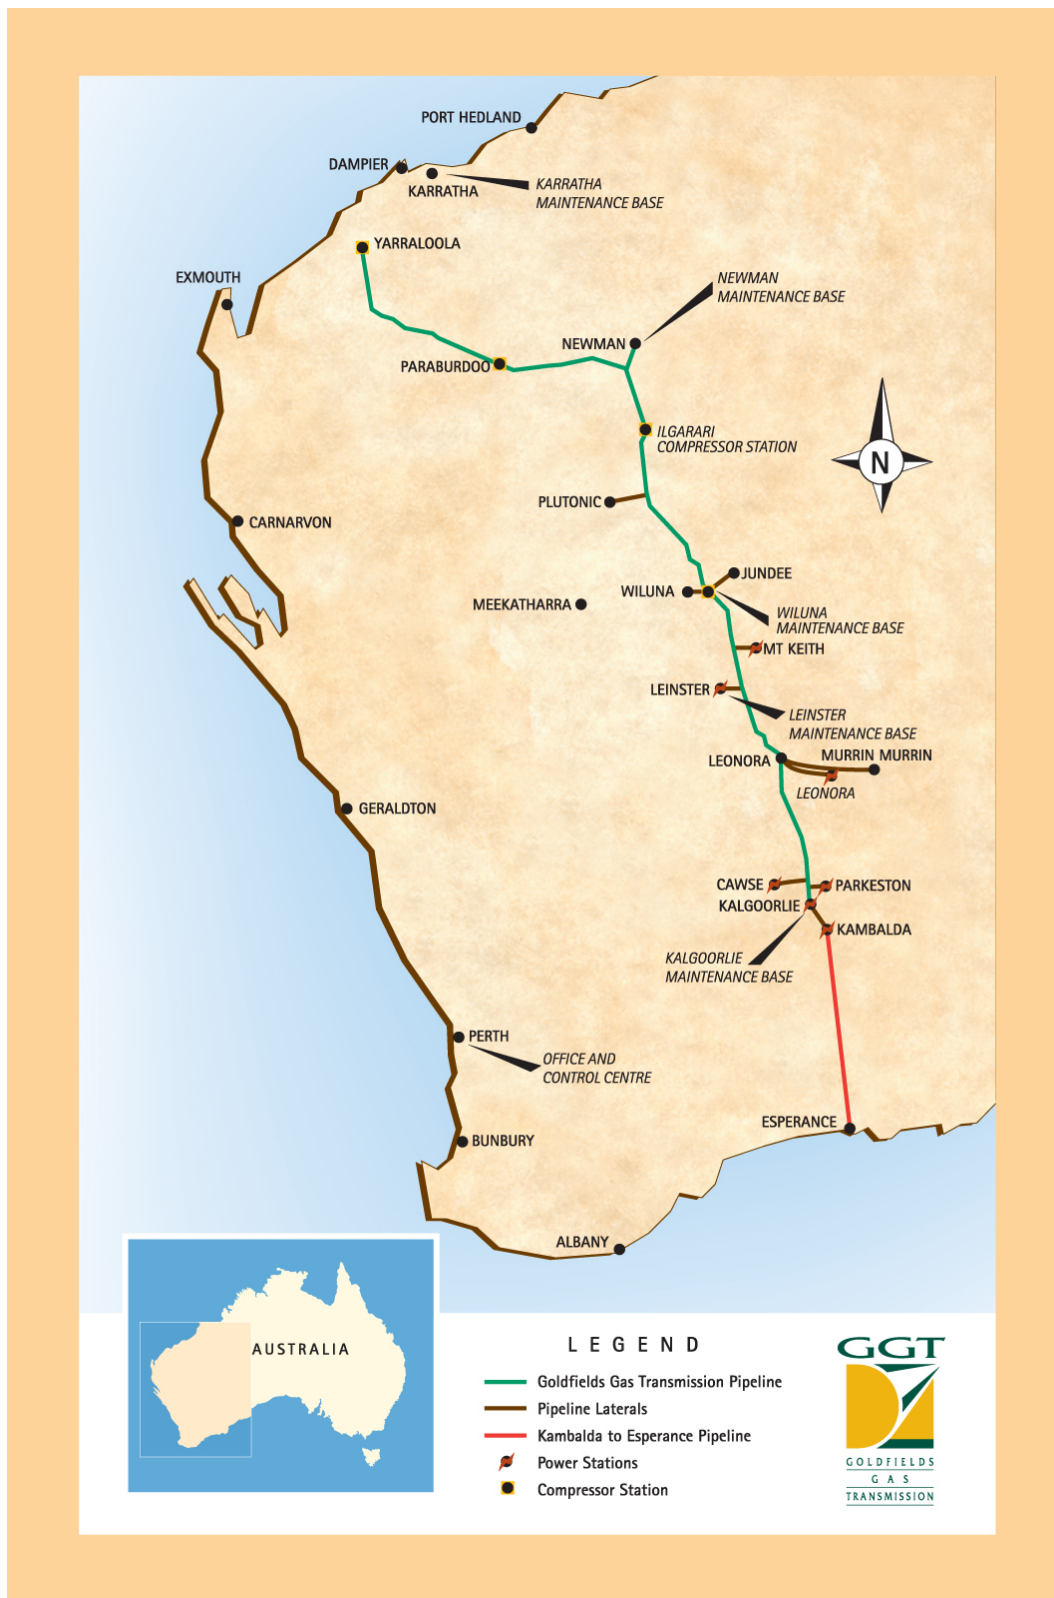 PORT HEDLAND
DAMPIER
KARRATHA
KARRATHA
MAINTENANCE BASE
YARRALOOLA
EXMOUTH
NEWMAN
MAINTENANCE BASE
NEWMAN
PARABURDOO
ILGARARI
COMPRESSOR STATION
N
PLUTONIC
CARNARVON
JUNDEE
WILUNA
MEEKATHARRA
WILUNA
MAINTENANCE BASE
MT KEITH
LEINSTER
LEINSTER
MAINTENANCE BASE
LEONORA
MURRIN MURRIN
LEONORA
GERALDTON
CAWSE
PARKESTON
KALGOORLIE
KAMBALDA
KALGOORLIE
MAINTENANCE BASE
PERTH
OFFICE AND
CONTROL CENTRE
ESPERANCE
BUNBURY
ALBANY
AUSTRALIA
LEGEND
Goldfields Gas Transmission Pipeline
Pipeline Laterals
Kambalda to Esperance Pipeline
Power Stations
Compressor Station
GGT
GOLDFIELDS
GAS
TRANSMISSION